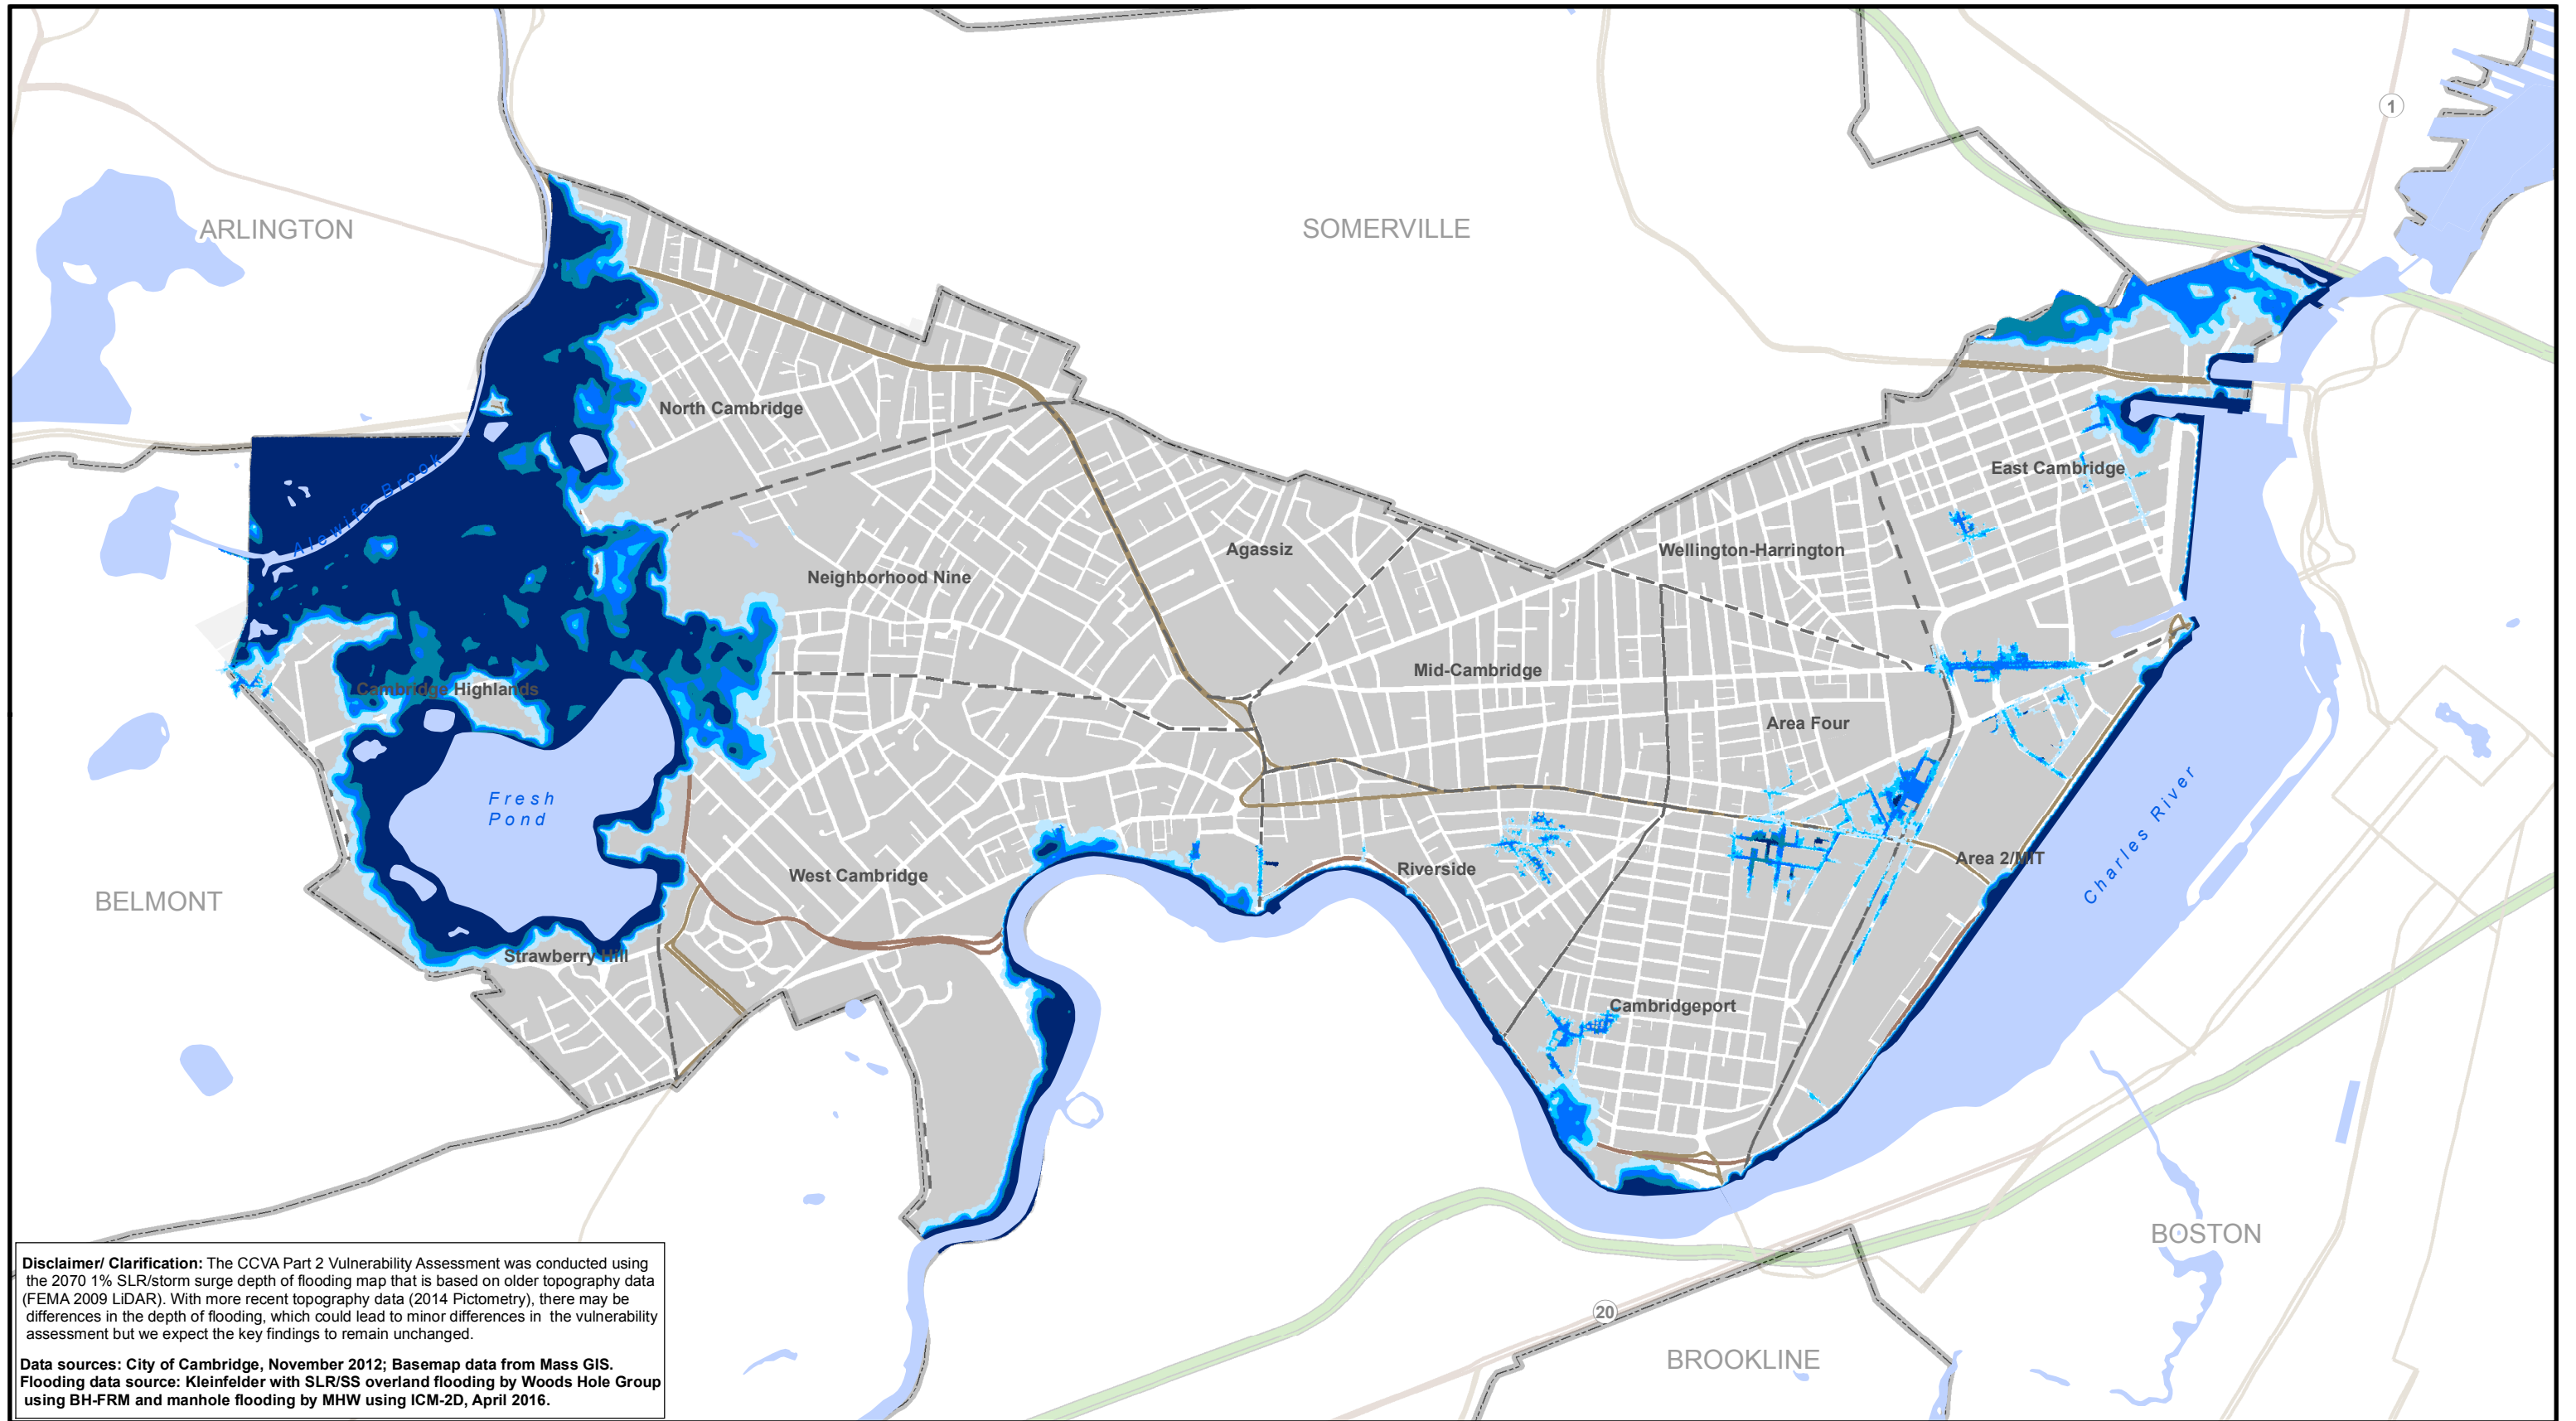 1
ARLINGTON
SOMERVILLE
North Cambridge
East Cambridge
Alewife Brook
Agassiz
Wellington-Harrington
Neighborhood Nine
Mid-Cambridge
Cambridge Highlands
Area Four
Fresh
Pond
Charles River
Area 2/MIT
Riverside
West Cambridge
BELMONT
Strawberry Hill
Cambridgeport
BOSTON
20
BROOKLINE
Disclaimer/ Clarification: The CCVA Part 2 Vulnerability Assessment was conducted using
the 2070 1% SLR/storm surge depth of flooding map that is based on older topography data
(FEMA 2009 LiDAR). With more recent topography data (2014 Pictometry), there may be
differences in the depth of flooding, which could lead to minor differences in the vulnerability
assessment but we expect the key findings to remain unchanged.
Data sources: City of Cambridge, November 2012; Basemap data from Mass GIS.
Flooding data source: Kleinfelder with SLR/SS overland flooding by Woods Hole Group
using BH-FRM and manhole flooding by MHW using ICM-2D, April 2016.